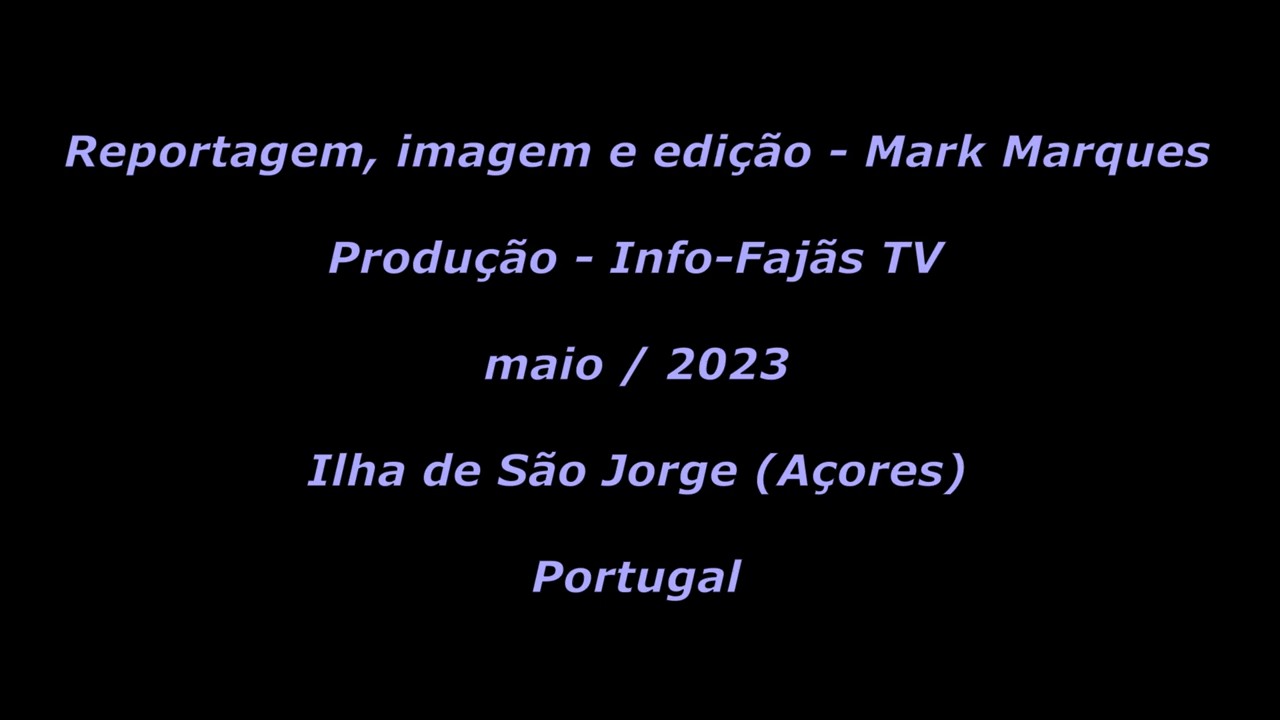 Reportagem, imagem e edição - Mark Marques
Produção - Info-Fajãs TV
maio / 2023
Ilha de São Jorge (Açores)
Portugal